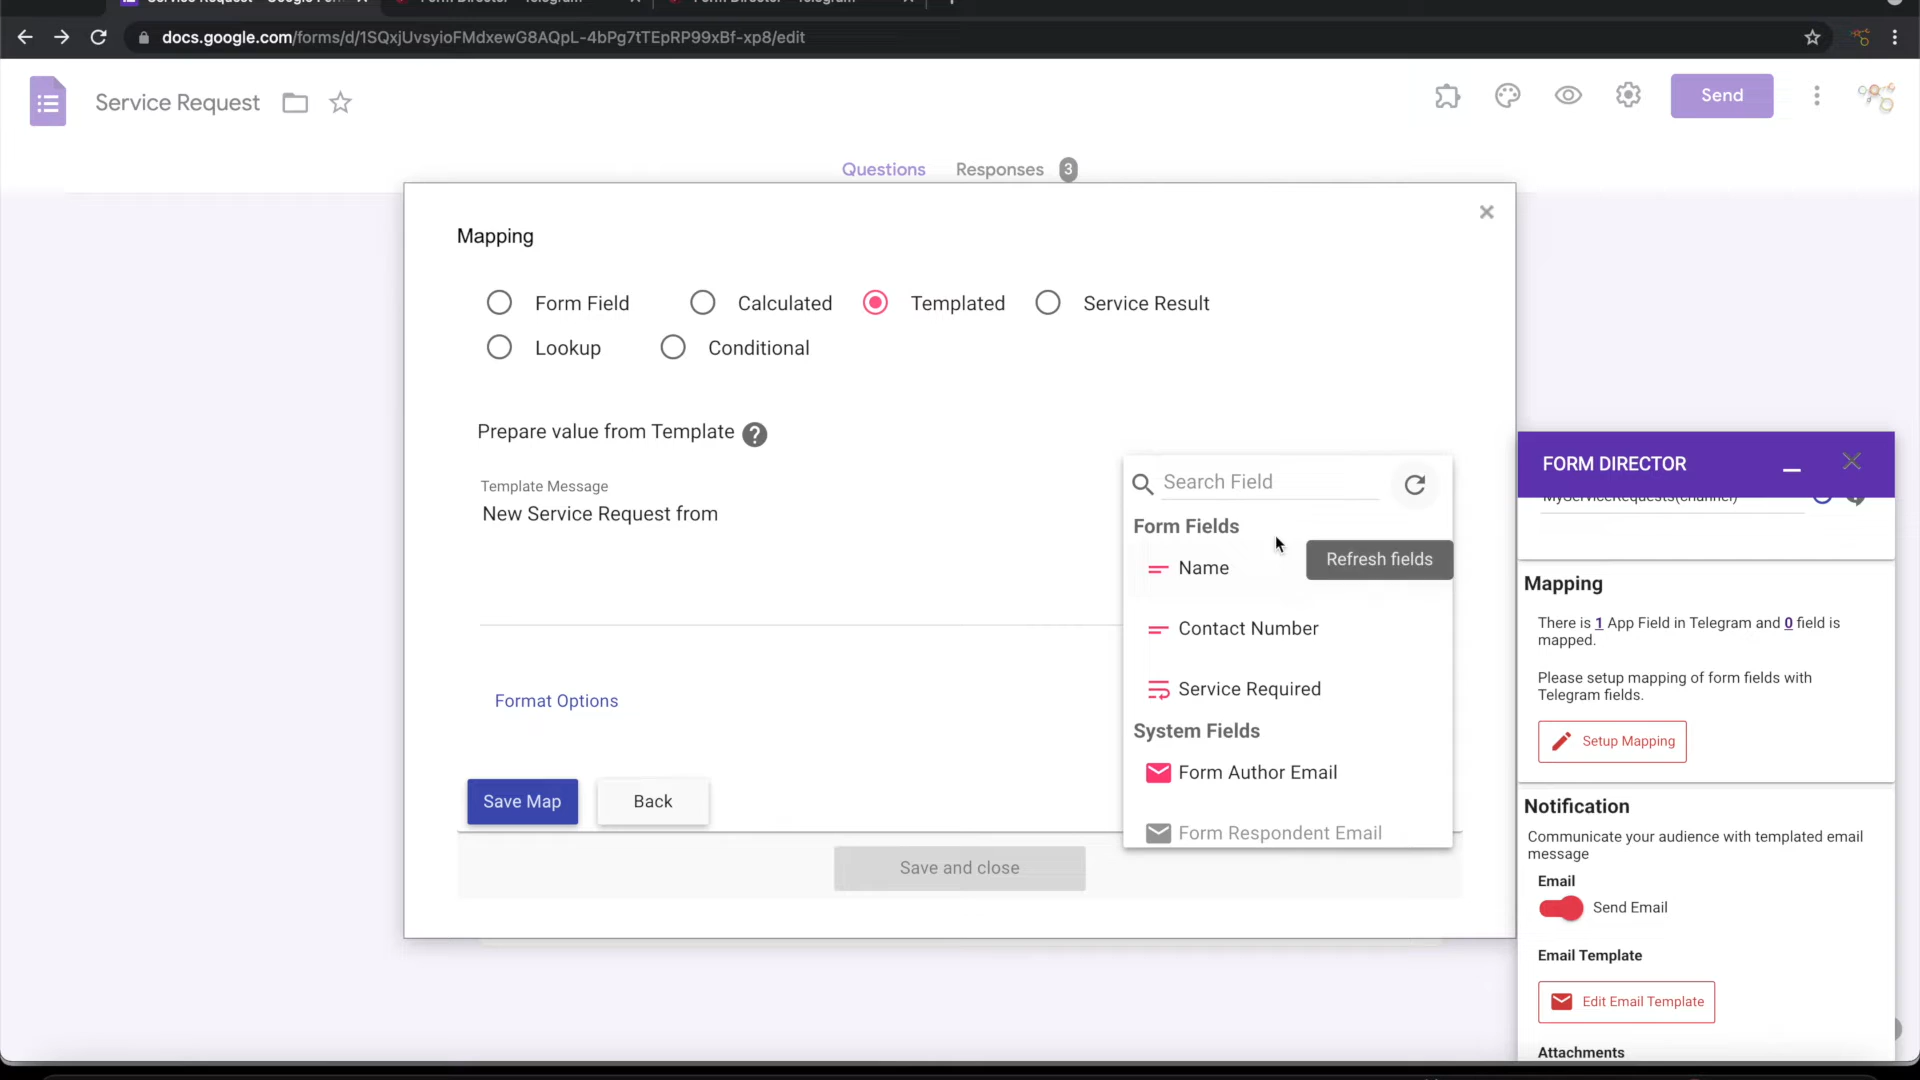 docs.google.com/forms/d/1SQxjUvsyioFMdxewG8AQpL-4bPg7tTEpRP99xBf-xp8/edit
Service Request
Send
Questions Responses 3
Mapping
Form Field Calculated Templated Service Result
Lookup Conditional
Prepare value from Template ?
Template Message
New Service Request from
Format Options
Save Map Back
Save and close
Search Field
Form Fields
Refresh fields
Name
Contact Number
Service Required
System Fields
Form Author Email
Form Respondent Email
FORM DIRECTOR
Mapping
There is 1 App Field in Telegram and 0 field is
mapped.
Please setup mapping of form fields with
Telegram fields.
Setup Mapping
Notification
Communicate your audience with templated email
message
Email
Send Email
Email Template
Edit Email Template
Attachments